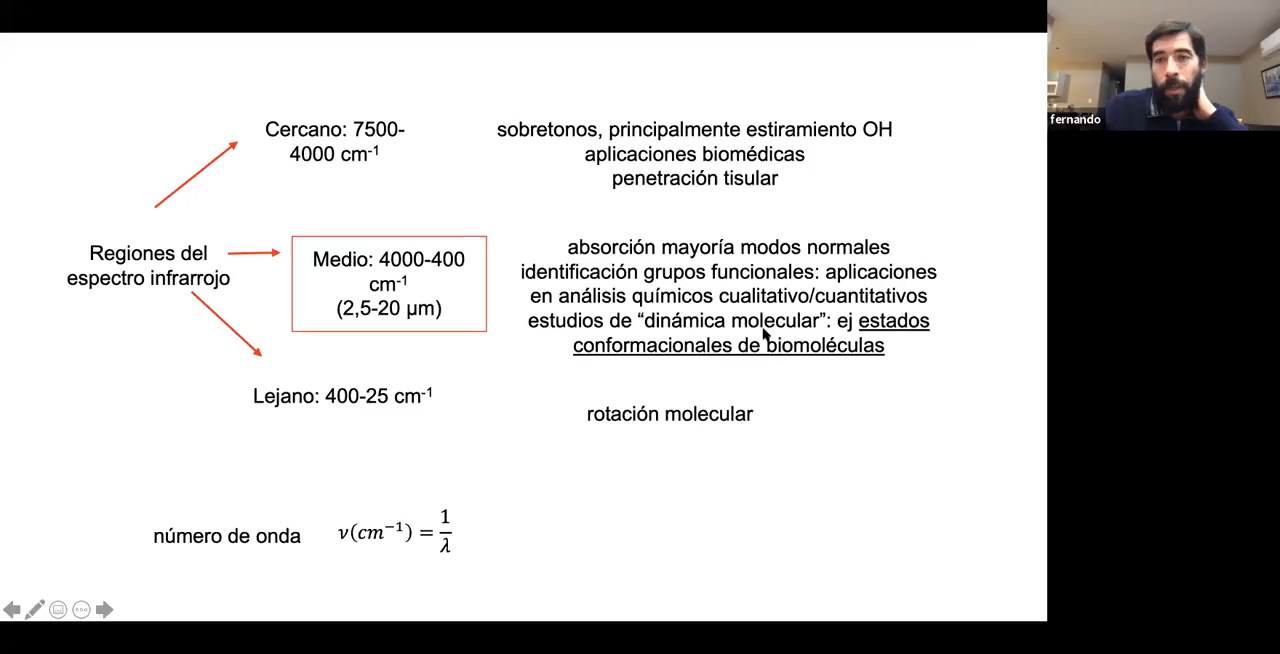 Cercano: 7500-
4000 cm⁻¹
sobretonos, principalmente estiramiento OH
aplicaciones biomédicas
penetración tisular
Regiones del
espectro infrarrojo
Medio: 4000-400
cm⁻¹
(2,5-20 µm)
absorción mayoría modos normales
identificación grupos funcionales: aplicaciones
en análisis químicos cualitativo/cuantitativos
estudios de “dinámica molecular”: ej estados
conformacionales de biomoléculas
Lejano: 400-25 cm⁻¹
rotación molecular
número de onda
ν(cm⁻¹) = 1/λ
fernando